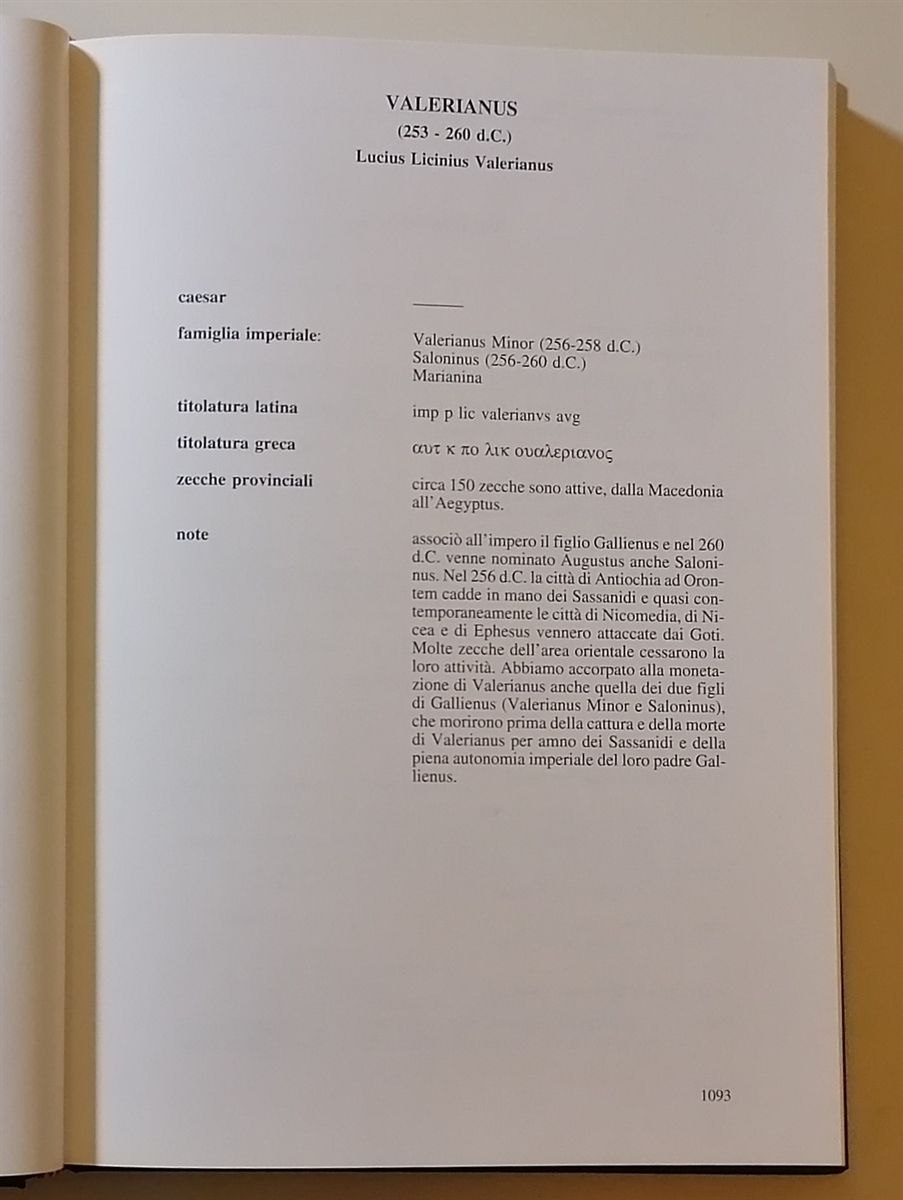 VALERIANUS
(253 - 260 d.C.)
Lucius Licinius Valerianus
caesar
famiglia imperiale: Valerianus Minor (256-258 d.C.)
Saloninus (256-260 d.C.)
Marianina
titolatura latina imp p lic valerianvs avg
titolatura greca αυτ κ πο λικ ουαλεριανος
zecche provinciali circa 150 zecche sono attive, dalla Macedonia
all'Aegyptus.
note associò all'impero il figlio Gallienus e nel 260
d.C. venne nominato Augustus anche Saloni-
nus. Nel 256 d.C. la città di Antiochia ad Oron-
tem cadde in mano dei Sassanidi e quasi con-
temporaneamente le città di Nicomedia, di Ni-
cea e di Ephesus vennero attaccate dai Goti.
Molte zecche dell'area orientale cessarono la
loro attività. Abbiamo accorpato alla moneta-
zione di Valerianus anche quella dei due figli
di Gallienus (Valerianus Minor e Saloninus),
che morirono prima della cattura e della morte
di Valerianus per amno dei Sassanidi e della
piena autonomia imperiale del loro padre Gal-
lienus.
1093